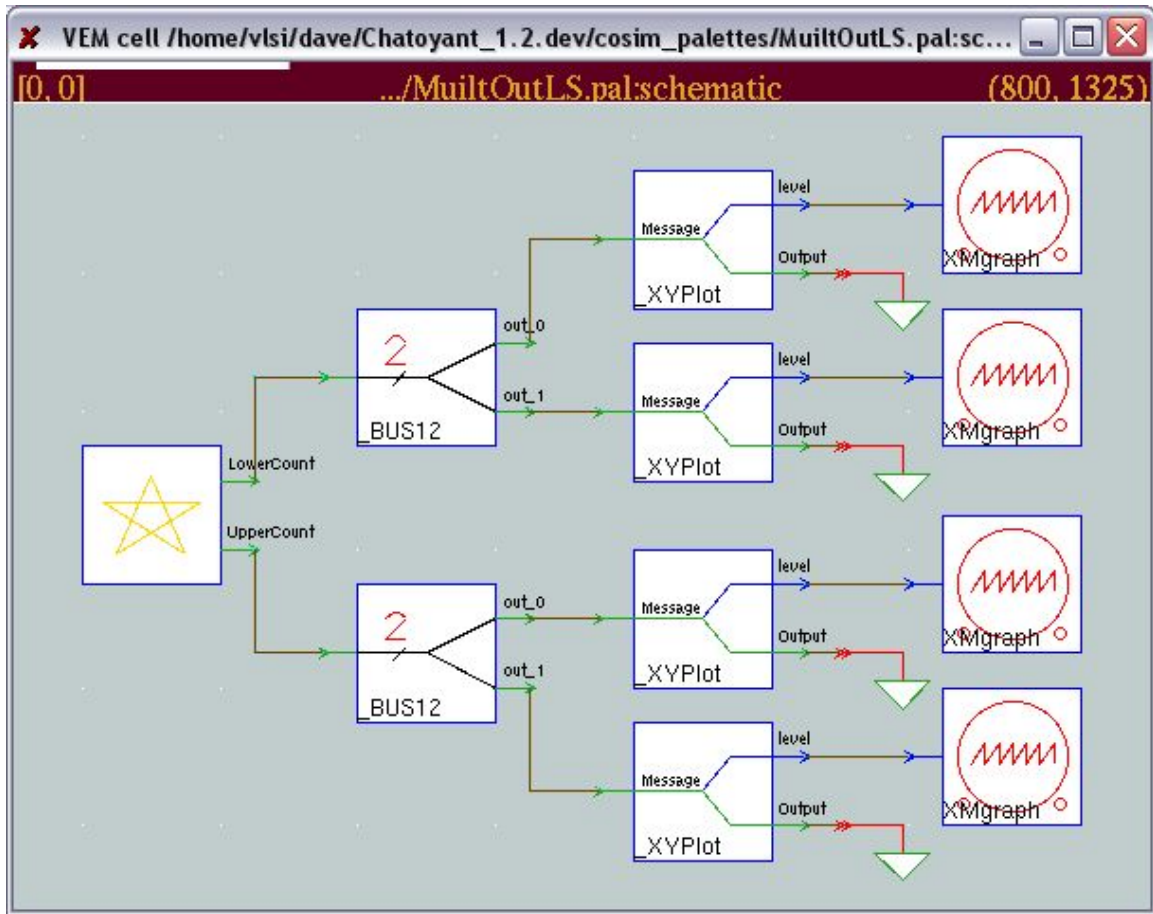 VEM cell /home/vlsi/dave/Chatoyant_1.2.dev/cosim_palettes/MuiltOutLS.pal:sc...
[0, 0] .../MuiltOutLS.pal:schematic (800, 1325)
level
Message
Output
_XYPlot
XMgraph
2
out_0
out_1
_BUS12
level
Message
Output
_XYPlot
XMgraph
LowerCount
UpperCount
2
out_0
out_1
_BUS12
level
Message
Output
_XYPlot
XMgraph
level
Message
Output
_XYPlot
XMgraph